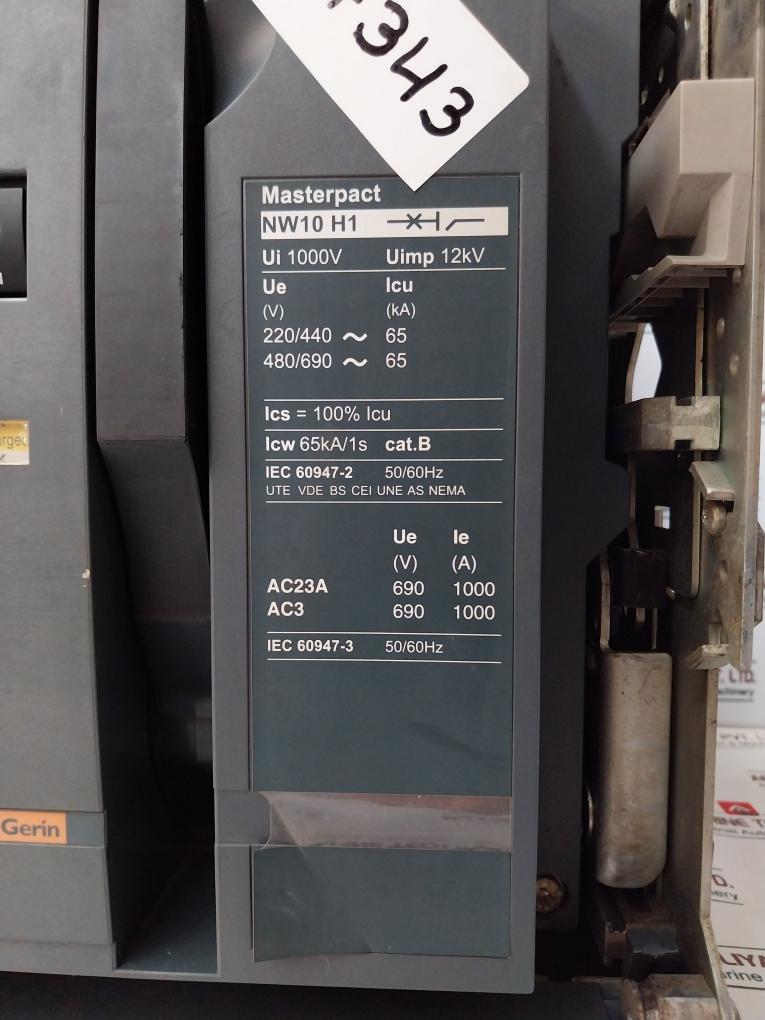 4343
Masterpact
NW10 H1
Ui 1000V Uimp 12kV
Ue Icu
(V) (kA)
220/440 ~ 65
480/690 ~ 65
Ics = 100% Icu
Icw 65kA/1s cat.B
IEC 60947-2 50/60Hz
UTE VDE BS CEI UNE AS NEMA
Ue Ie
(V) (A)
AC23A 690 1000
AC3 690 1000
IEC 60947-3 50/60Hz
Gerin